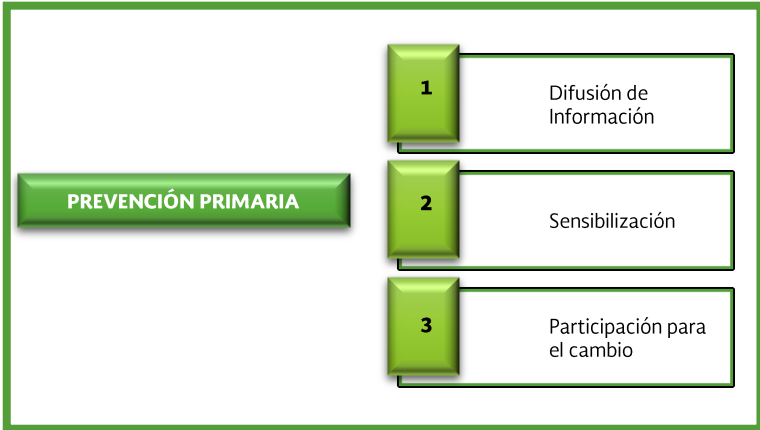 PREVENCIÓN PRIMARIA
1
Difusión de
Información
2
Sensibilización
3
Participación para
el cambio